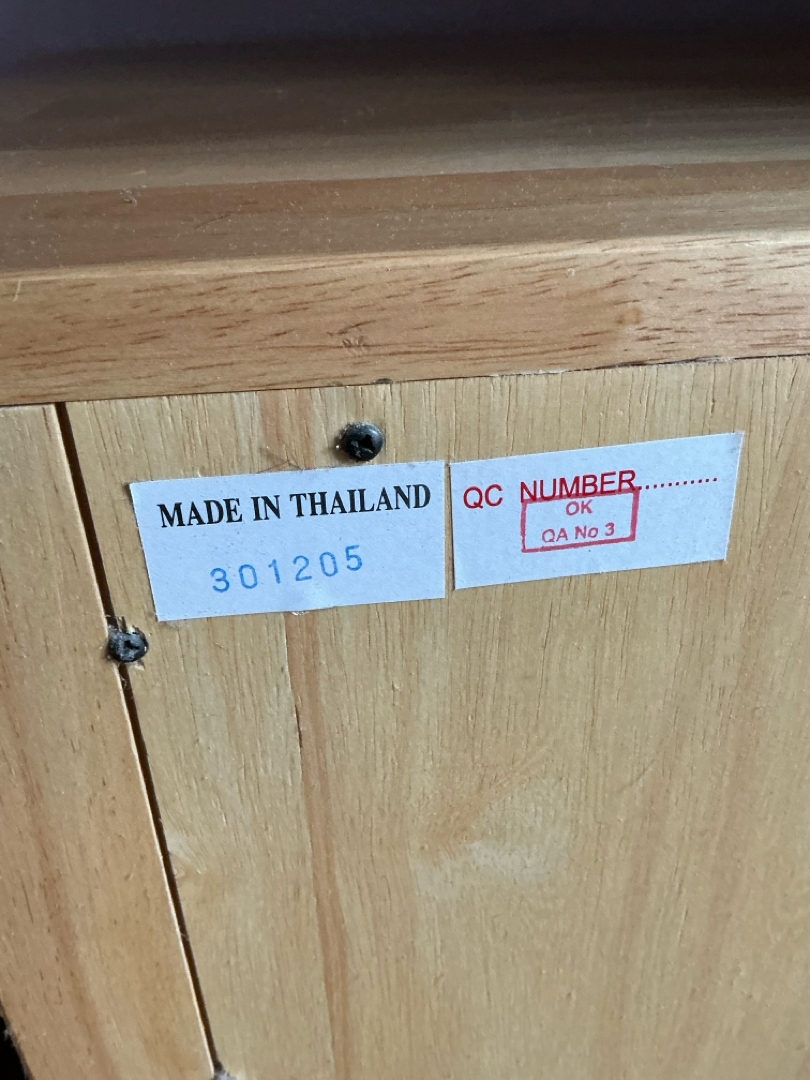 MADE IN THAILAND
301205
QC NUMBER...........
OK
QA No 3